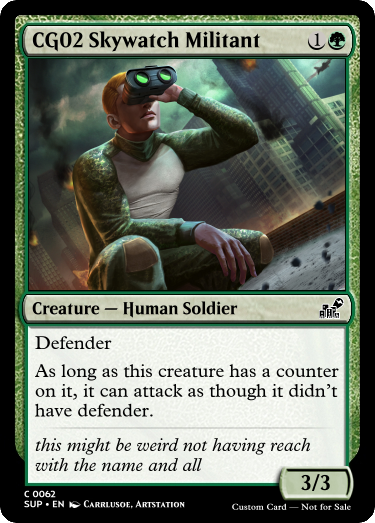 CG02 Skywatch Militant 1
Creature — Human Soldier
Defender
As long as this creature has a counter
on it, it can attack as though it didn't
have defender.
this might be weird not having reach
with the name and all
3/3
C 0062
SUP • EN CARRLUSOE, ARTSTATION
Custom Card — Not for Sale